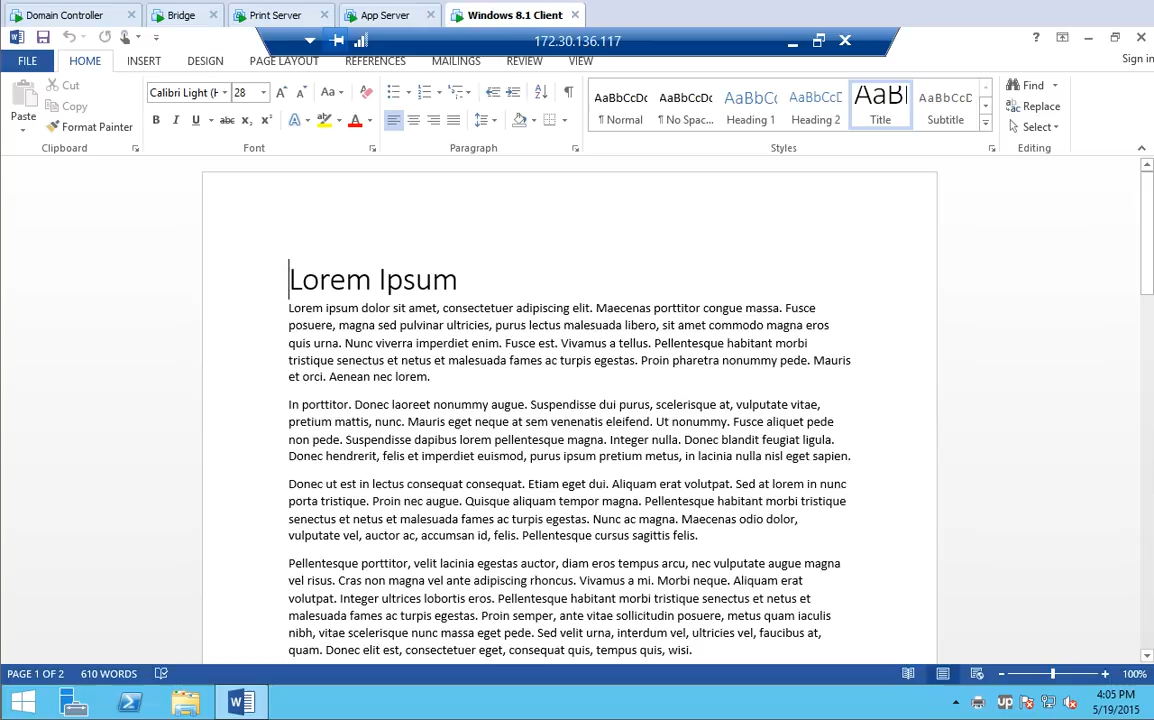 Domain Controller
Bridge
Print Server
App Server
Windows 8.1 Client
172.30.136.117
Sign in
FILE
HOME
INSERT
DESIGN
PAGE LAYOUT
REFERENCES
MAILINGS
REVIEW
VIEW
Paste
Cut
Copy
Format Painter
Clipboard
Calibri Light (H
28
Aa
B I U abc X₂ X²
Font
Paragraph
AaBbCcDc
¶ Normal
AaBbCcDc
¶ No Spac...
AaBbCc
Heading 1
AaBbCcD
Heading 2
AaBl
Title
AaBbCcD
Subtitle
Styles
Find
Replace
Select
Editing
Lorem Ipsum
Lorem ipsum dolor sit amet, consectetuer adipiscing elit. Maecenas porttitor congue massa. Fusce
posuere, magna sed pulvinar ultricies, purus lectus malesuada libero, sit amet commodo magna eros
quis urna. Nunc viverra imperdiet enim. Fusce est. Vivamus a tellus. Pellentesque habitant morbi
tristique senectus et netus et malesuada fames ac turpis egestas. Proin pharetra nonummy pede. Mauris
et orci. Aenean nec lorem.
In porttitor. Donec laoreet nonummy augue. Suspendisse dui purus, scelerisque at, vulputate vitae,
pretium mattis, nunc. Mauris eget neque at sem venenatis eleifend. Ut nonummy. Fusce aliquet pede
non pede. Suspendisse dapibus lorem pellentesque magna. Integer nulla. Donec blandit feugiat ligula.
Donec hendrerit, felis et imperdiet euismod, purus ipsum pretium metus, in lacinia nulla nisl eget sapien.
Donec ut est in lectus consequat consequat. Etiam eget dui. Aliquam erat volutpat. Sed at lorem in nunc
porta tristique. Proin nec augue. Quisque aliquam tempor magna. Pellentesque habitant morbi tristique
senectus et netus et malesuada fames ac turpis egestas. Nunc ac magna. Maecenas odio dolor,
vulputate vel, auctor ac, accumsan id, felis. Pellentesque cursus sagittis felis.
Pellentesque porttitor, velit lacinia egestas auctor, diam eros tempus arcu, nec vulputate augue magna
vel risus. Cras non magna vel ante adipiscing rhoncus. Vivamus a mi. Morbi neque. Aliquam erat
volutpat. Integer ultrices lobortis eros. Pellentesque habitant morbi tristique senectus et netus et
malesuada fames ac turpis egestas. Proin semper, ante vitae sollicitudin posuere, metus quam iaculis
nibh, vitae scelerisque nunc massa eget pede. Sed velit urna, interdum vel, ultricies vel, faucibus at,
quam. Donec elit est, consectetuer eget, consequat quis, tempus quis, wisi.
PAGE 1 OF 2
610 WORDS
100%
up
4:05 PM
5/19/2015